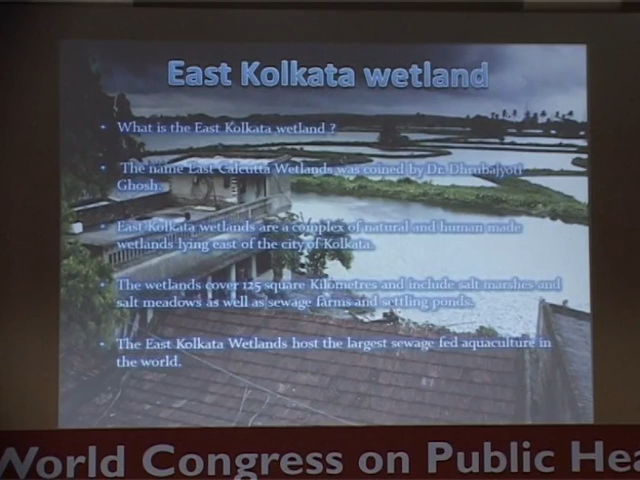 East Kolkata wetland
• What is the East Kolkata wetland ?
• The name East Calcutta Wetlands was coined by Dr. Dhrubajyoti
Ghosh.
• East Kolkata wetlands are a complex of natural and human made
wetlands lying east of the city of Kolkata.
• The wetlands cover 125 square Kilometres and include salt marshes and
salt meadows as well as sewage farms and settling ponds.
• The East Kolkata Wetlands host the largest sewage fed aquaculture in
the world.
World Congress on Public Hea